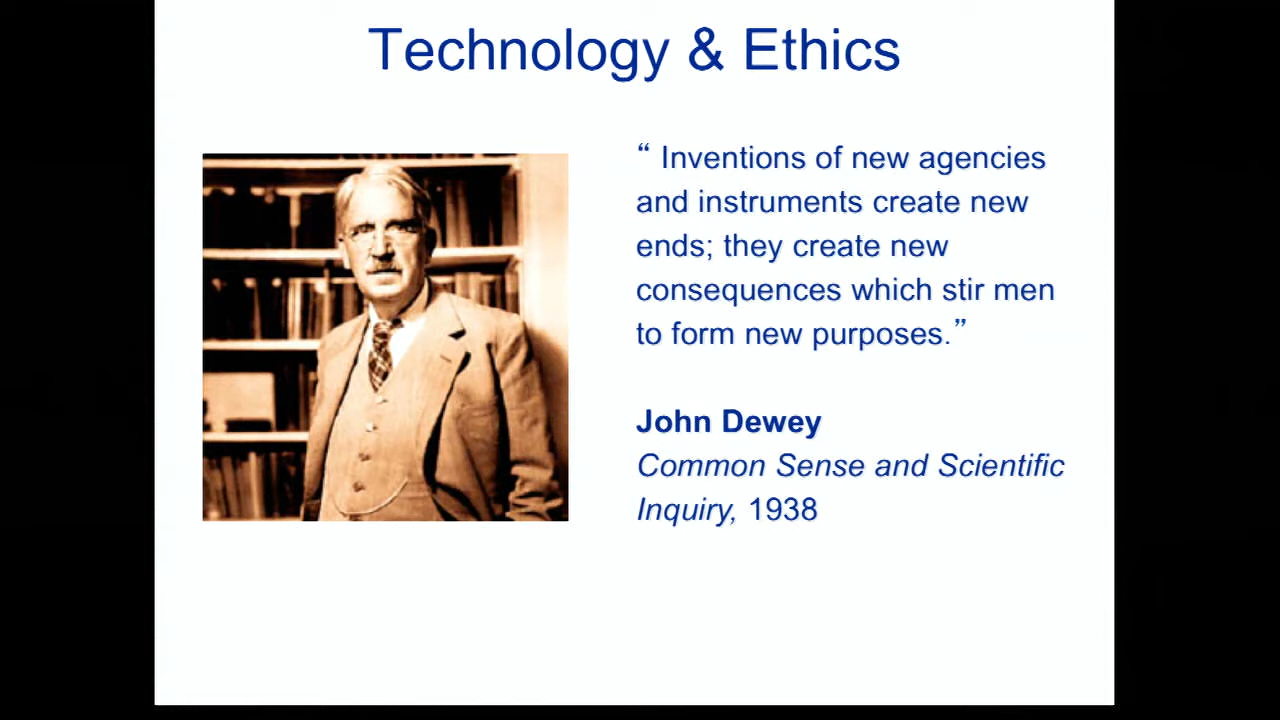 Technology & Ethics
“ Inventions of new agencies
and instruments create new
ends; they create new
consequences which stir men
to form new purposes.”
John Dewey
Common Sense and Scientific
Inquiry, 1938